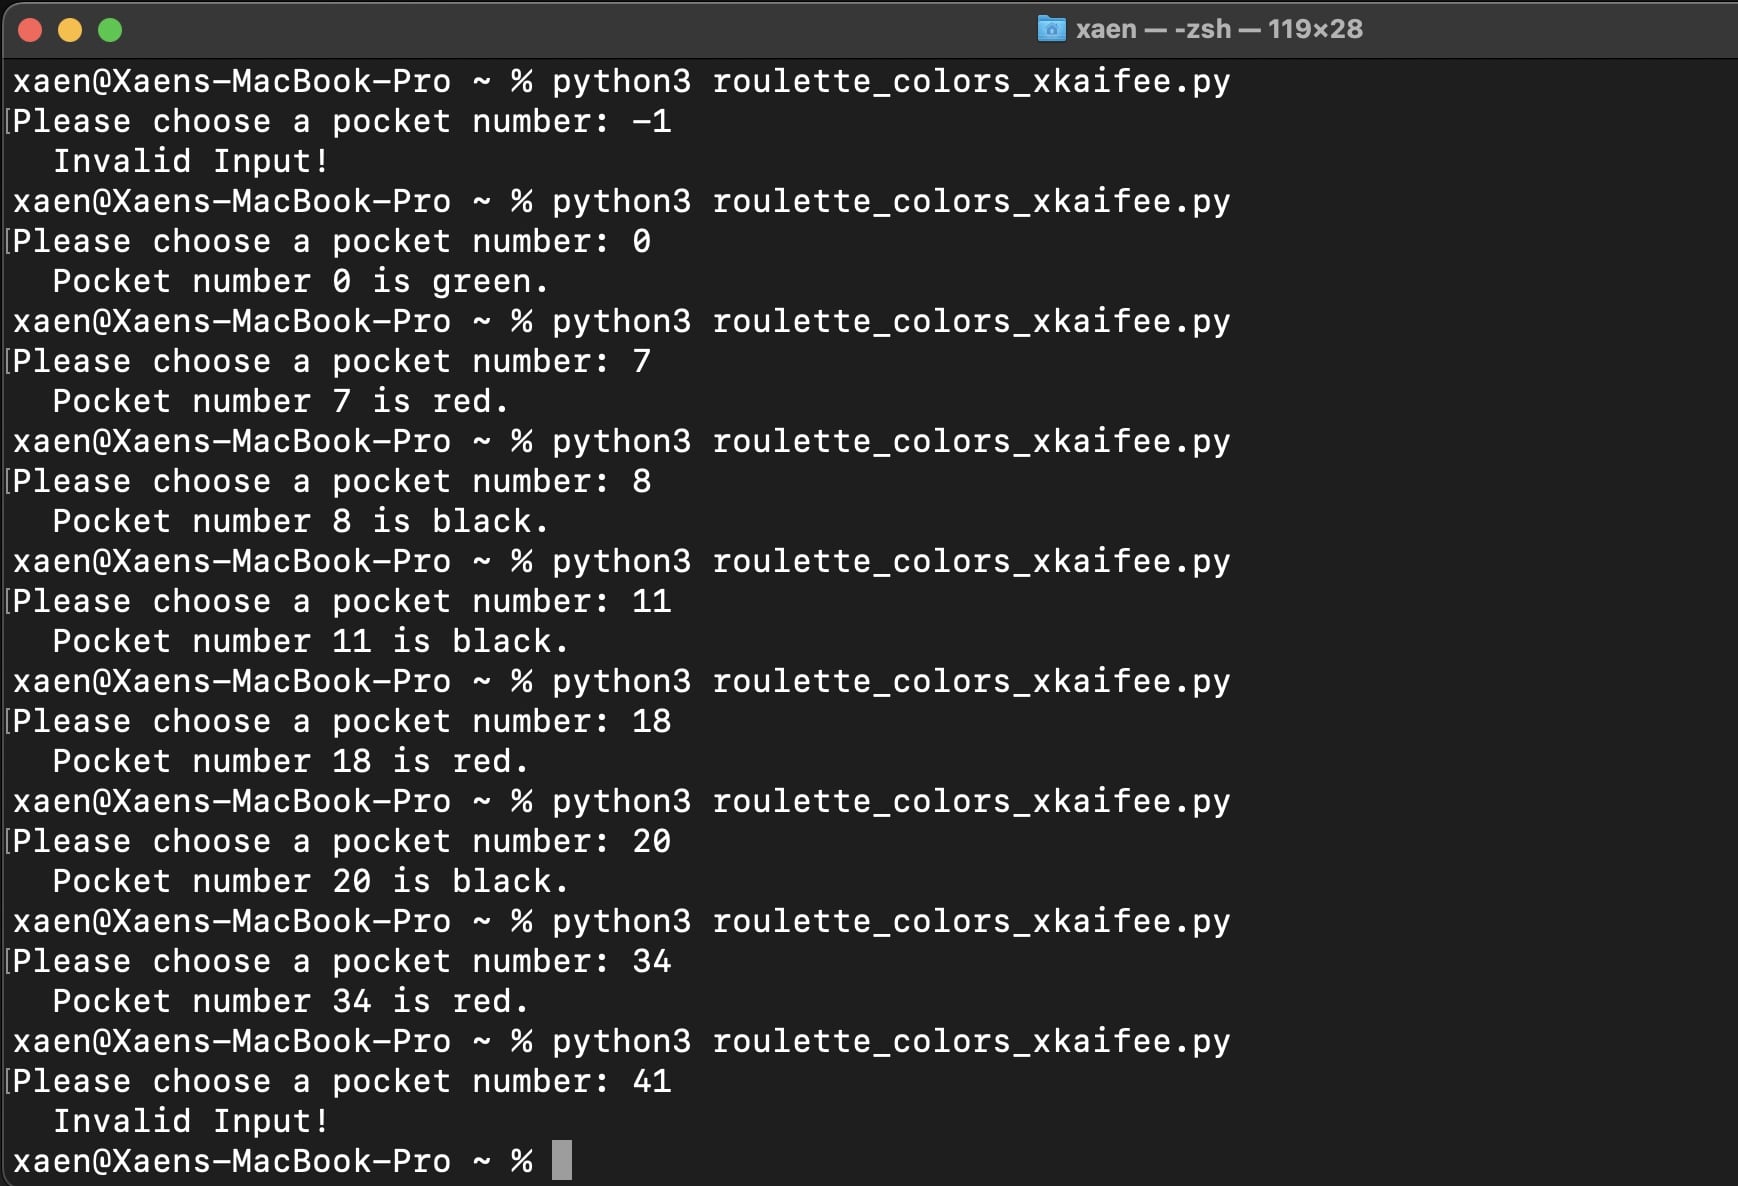 xaen — -zsh — 119×28
xaen@Xaens-MacBook-Pro ~ % python3 roulette_colors_xkaifee.py
[Please choose a pocket number: -1
  Invalid Input!
xaen@Xaens-MacBook-Pro ~ % python3 roulette_colors_xkaifee.py
[Please choose a pocket number: 0
  Pocket number 0 is green.
xaen@Xaens-MacBook-Pro ~ % python3 roulette_colors_xkaifee.py
[Please choose a pocket number: 7
  Pocket number 7 is red.
xaen@Xaens-MacBook-Pro ~ % python3 roulette_colors_xkaifee.py
[Please choose a pocket number: 8
  Pocket number 8 is black.
xaen@Xaens-MacBook-Pro ~ % python3 roulette_colors_xkaifee.py
[Please choose a pocket number: 11
  Pocket number 11 is black.
xaen@Xaens-MacBook-Pro ~ % python3 roulette_colors_xkaifee.py
[Please choose a pocket number: 18
  Pocket number 18 is red.
xaen@Xaens-MacBook-Pro ~ % python3 roulette_colors_xkaifee.py
[Please choose a pocket number: 20
  Pocket number 20 is black.
xaen@Xaens-MacBook-Pro ~ % python3 roulette_colors_xkaifee.py
[Please choose a pocket number: 34
  Pocket number 34 is red.
xaen@Xaens-MacBook-Pro ~ % python3 roulette_colors_xkaifee.py
[Please choose a pocket number: 41
  Invalid Input!
xaen@Xaens-MacBook-Pro ~ %